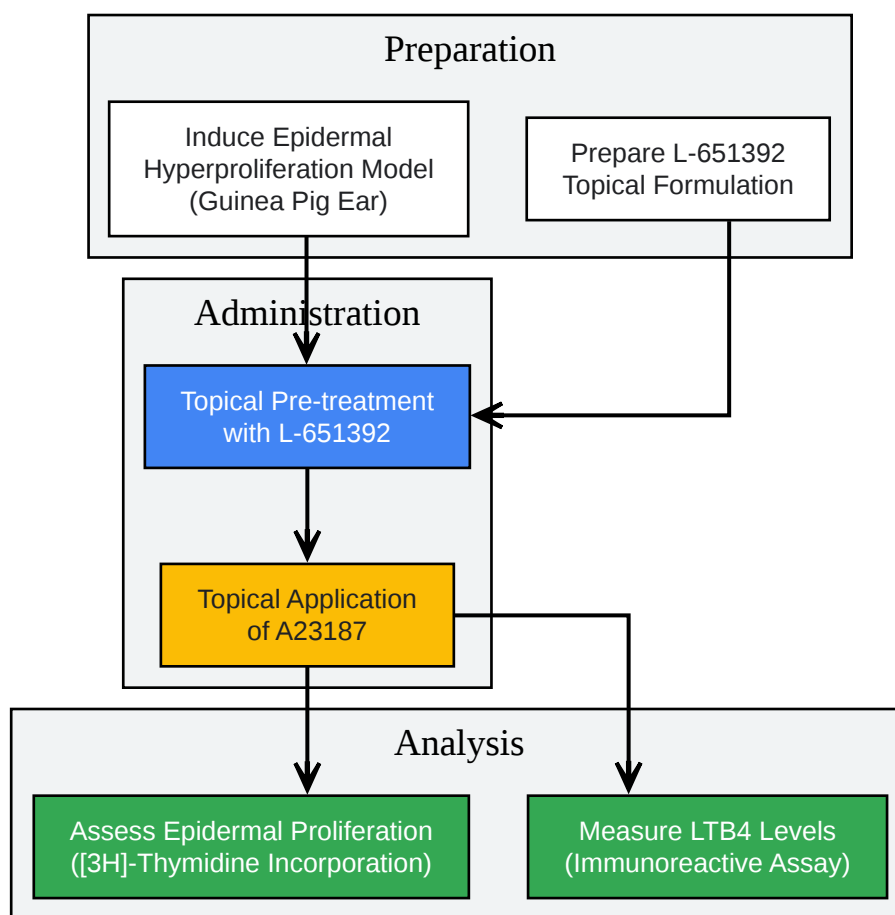 Preparation
Induce Epidermal
Hyperproliferation Model
(Guinea Pig Ear)
Prepare L-651392
Topical Formulation
Administration
Topical Pre-treatment
with L-651392
Topical Application
of A23187
Analysis
Assess Epidermal Proliferation
([3H]-Thymidine Incorporation)
Measure LTB4 Levels
(Immunoreactive Assay)